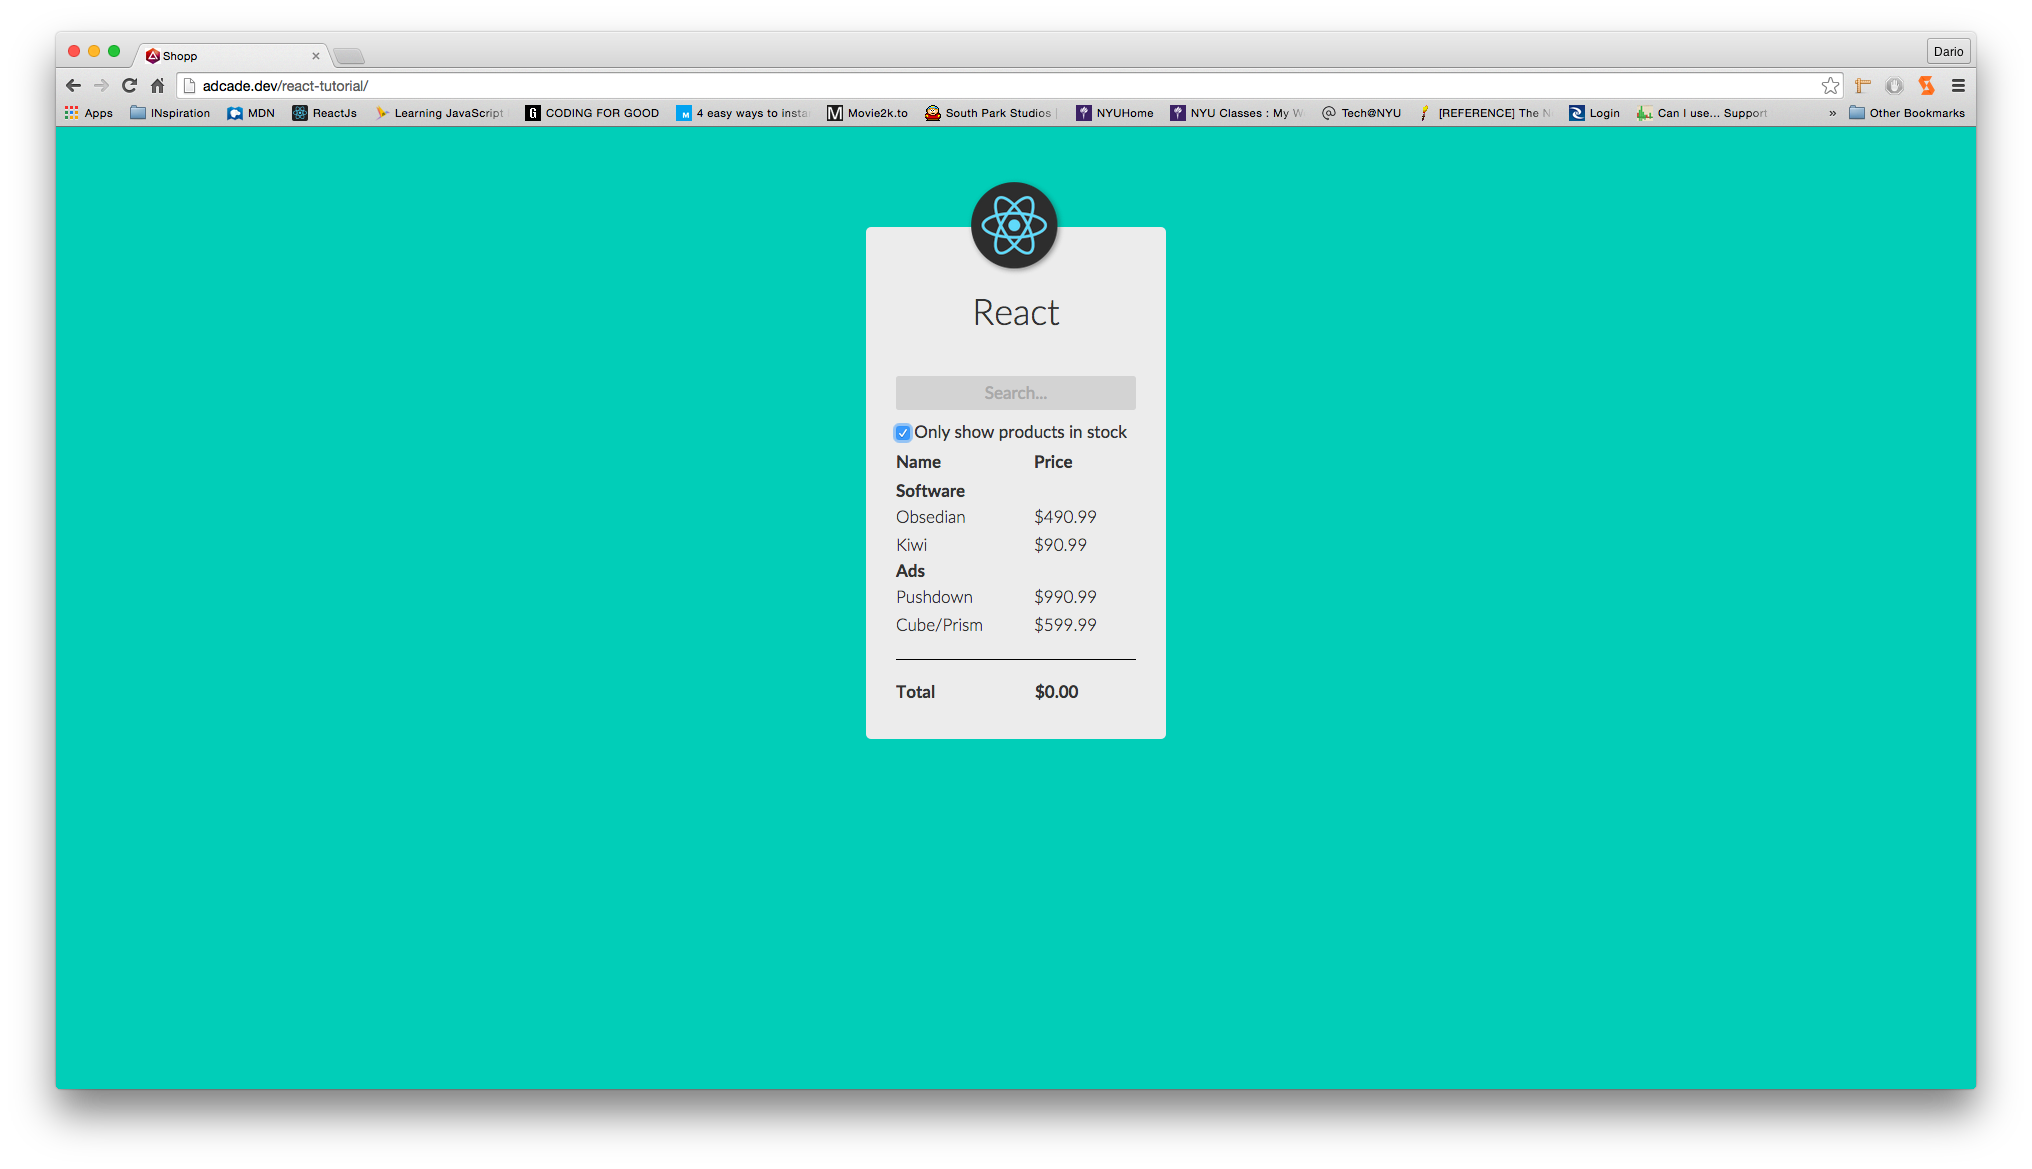 Shopp
Dario
adcade.dev/react-tutorial/
Apps INspiration MDN ReactJs Learning JavaScript CODING FOR GOOD 4 easy ways to insta Movie2k.to South Park Studios NYUHome NYU Classes : My W Tech@NYU [REFERENCE] The N Login Can I use... Support » Other Bookmarks
React
Search...
Only show products in stock
Name Price
Software
Obsedian $490.99
Kiwi $90.99
Ads
Pushdown $990.99
Cube/Prism $599.99
Total $0.00